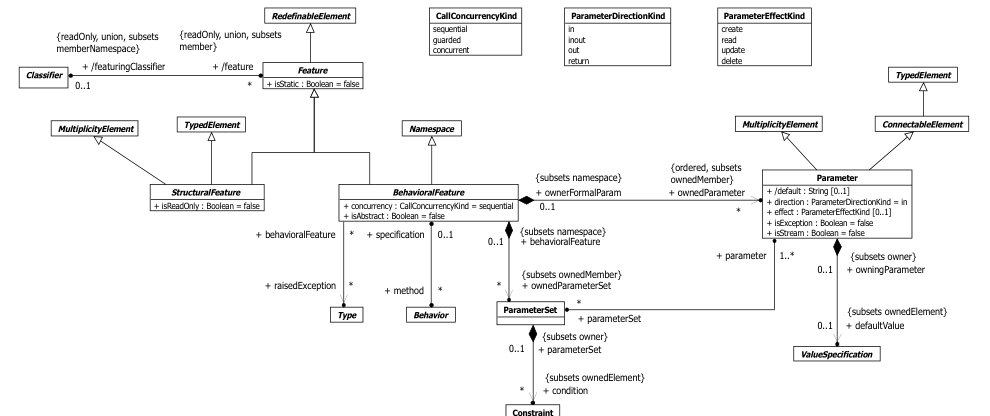 RedefinableElement
CallConcurrencyKind
sequential
guarded
concurrent
ParameterDirectionKind
in
inout
out
return
ParameterEffectKind
create
read
update
delete
{readOnly, union, subsets
memberNamespace}
{readOnly, union, subsets
member}
Classifier
+ /featuringClassifier
0..1
+ /feature
*
Feature
+ isStatic : Boolean = false
TypedElement
MultiplicityElement
TypedElement
Namespace
MultiplicityElement
ConnectableElement
StructuralFeature
+ isReadOnly : Boolean = false
BehavioralFeature
+ concurrency : CallConcurrencyKind = sequential
+ isAbstract : Boolean = false
{subsets namespace}
+ ownerFormalParam
0..1
{ordered, subsets
ownedMember}
+ ownedParameter
*
Parameter
+ /default : String [0..1]
+ direction : ParameterDirectionKind = in
+ effect : ParameterEffectKind [0..1]
+ isException : Boolean = false
+ isStream : Boolean = false
+ behavioralFeature
*
+ raisedException
*
Type
+ specification
0..1
+ method
*
Behavior
0..1
{subsets namespace}
+ behavioralFeature
{subsets ownedMember}
+ ownedParameterSet
*
ParameterSet
+ parameter
1..*
*
+ parameterSet
0..1
{subsets owner}
+ owningParameter
{subsets ownedElement}
+ defaultValue
0..1
ValueSpecification
{subsets owner}
+ parameterSet
0..1
{subsets ownedElement}
+ condition
*
Constraint